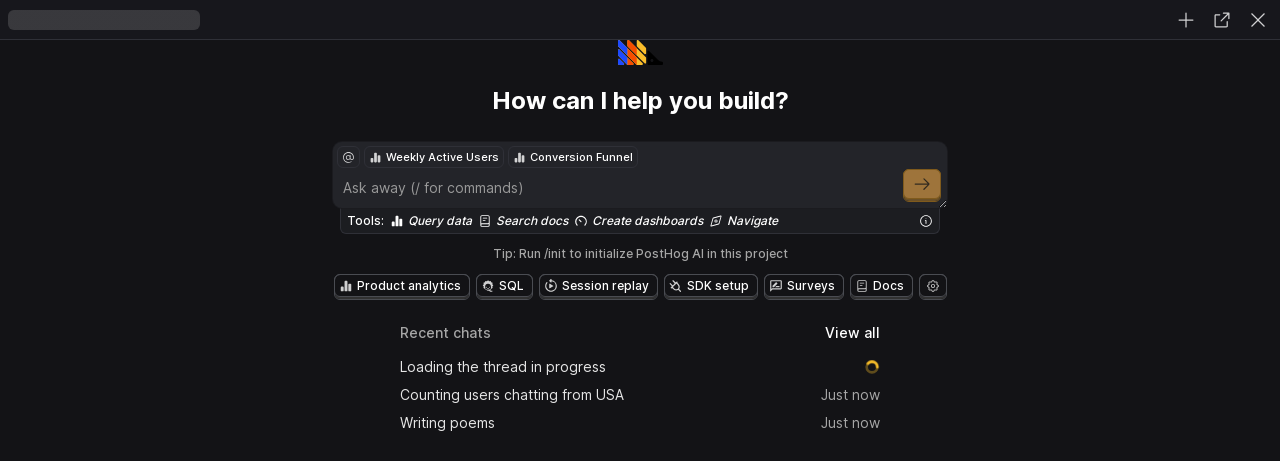 How can I help you build?
@ Weekly Active Users Conversion Funnel
Ask away (/ for commands)
Tools: Query data Search docs Create dashboards Navigate
Tip: Run /init to initialize PostHog AI in this project
Product analytics SQL Session replay SDK setup Surveys Docs
Recent chats View all
Loading the thread in progress
Counting users chatting from USA Just now
Writing poems Just now